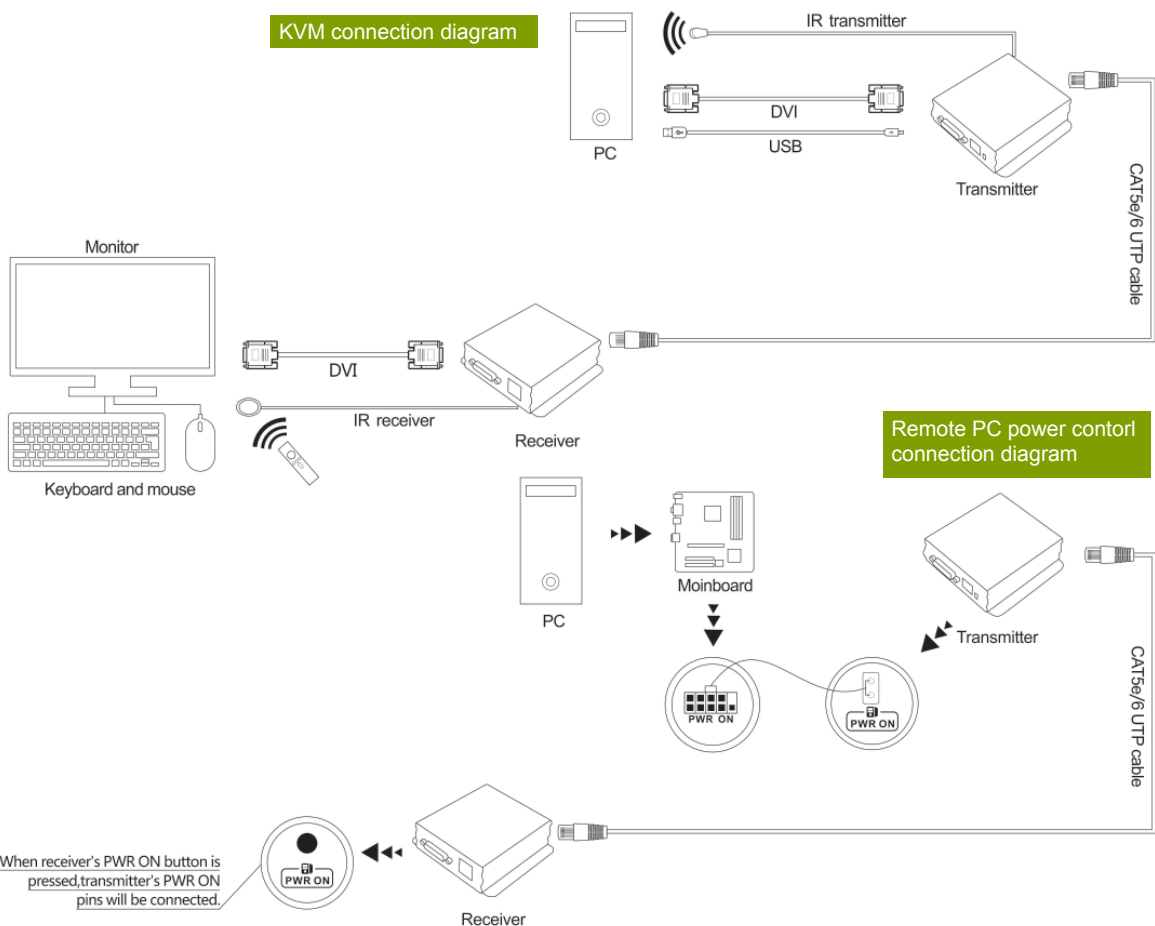 KVM connection diagram
IR transmitter
DVI
USB
PC
Transmitter
CAT5e/6 UTP cable
Monitor
DVI
IR receiver
Receiver
Keyboard and mouse
Remote PC power contorl
connection diagram
PC
Moinboard
Transmitter
PWR ON
PWR ON
CAT5e/6 UTP cable
When receiver's PWR ON button is
pressed,transmitter's PWR ON
pins will be connected.
PWR ON
Receiver